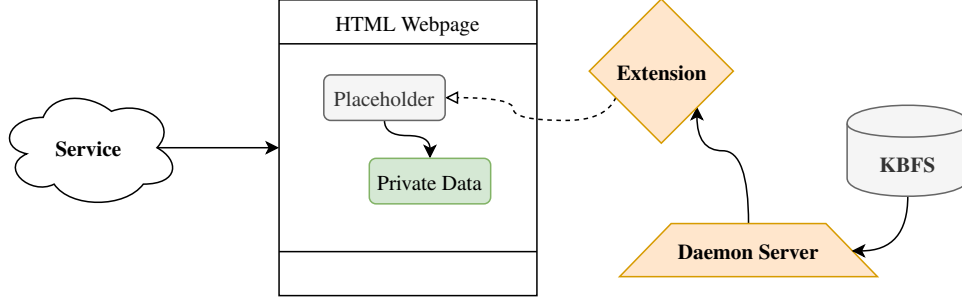 HTML Webpage
Extension
Placeholder
Service
KBFS
Private Data
Daemon Server